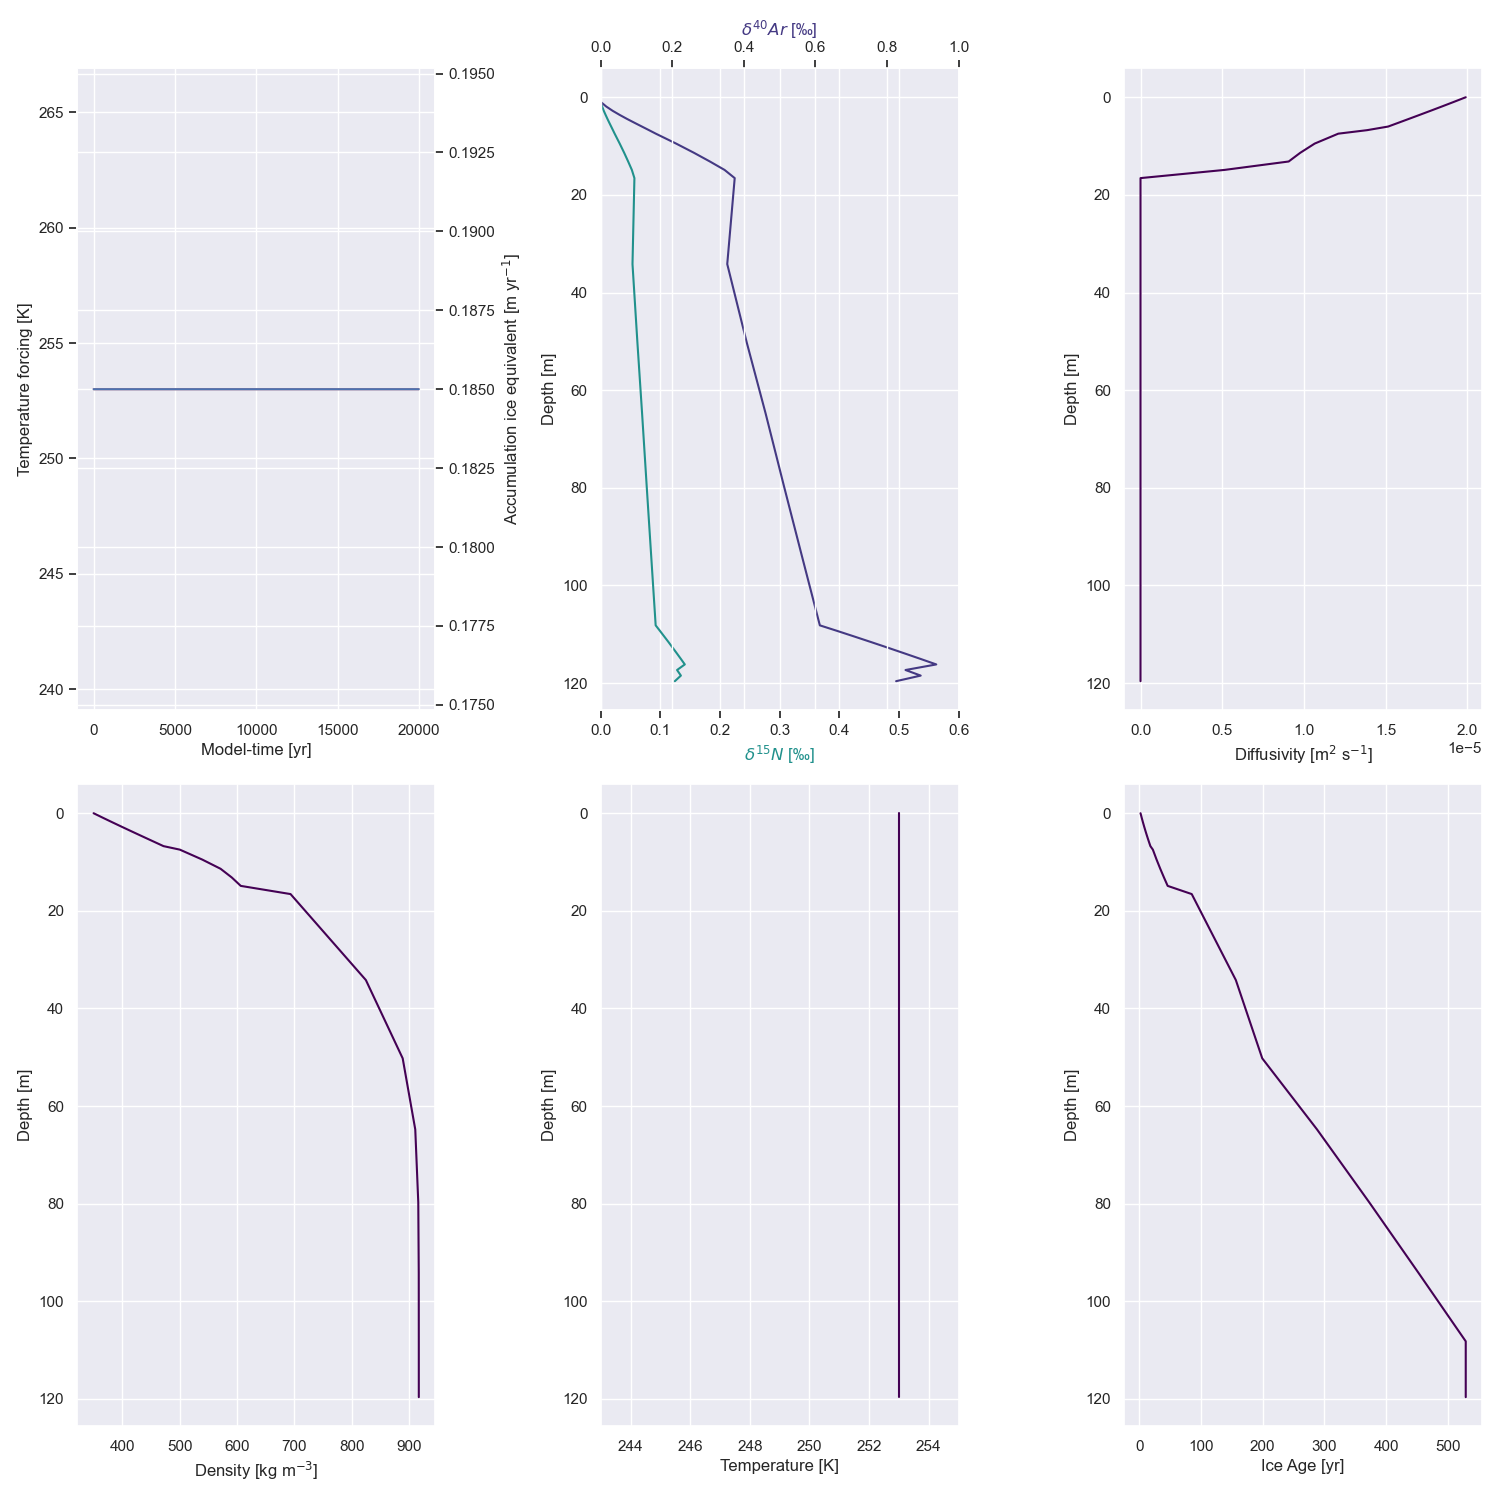 265
260
255
250
245
240
Temperature forcing [K]
0.1950
0.1925
0.1900
0.1875
0.1850
0.1825
0.1800
0.1775
0.1750
Accumulation ice equivalent [m yr⁻¹]
0 5000 10000 15000 20000
Model-time [yr]
δ⁴⁰Ar [‰]
0.0 0.2 0.4 0.6 0.8 1.0
0
20
40
60
80
100
120
Depth [m]
0.0 0.1 0.2 0.3 0.4 0.5 0.6
δ¹⁵N [‰]
0
20
40
60
80
100
120
Depth [m]
0.0 0.5 1.0 1.5 2.0
1e−5
Diffusivity [m² s⁻¹]
0
20
40
60
80
100
120
Depth [m]
400 500 600 700 800 900
Density [kg m⁻³]
0
20
40
60
80
100
120
Depth [m]
244 246 248 250 252 254
Temperature [K]
0
20
40
60
80
100
120
Depth [m]
0 100 200 300 400 500
Ice Age [yr]